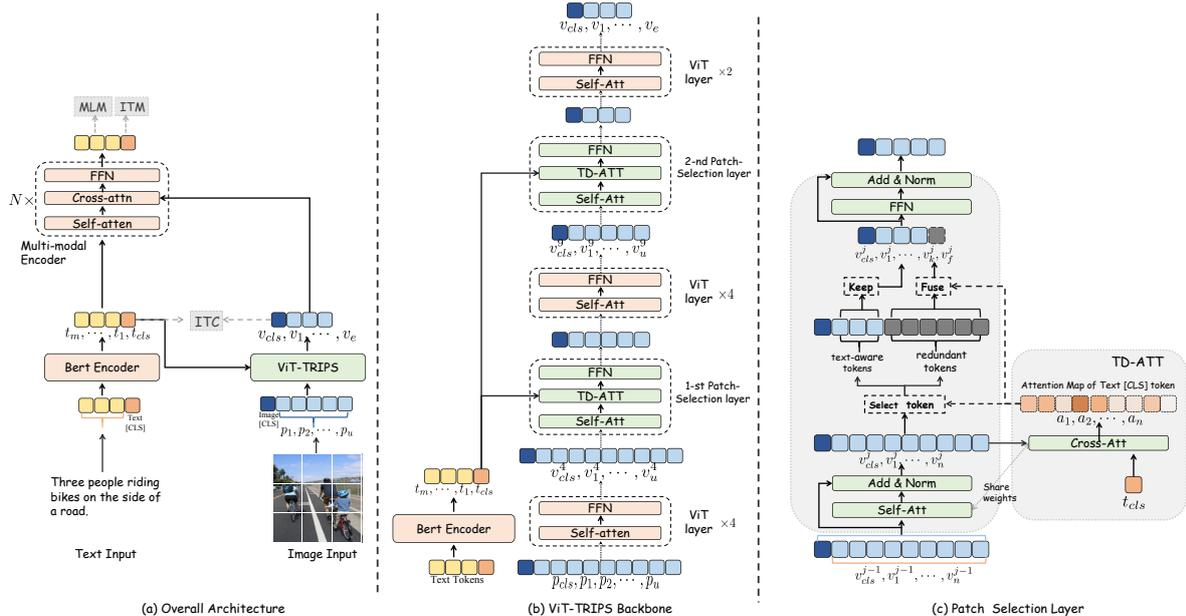 MLM ITM
FFN
Cross-attn
Self-atten
N×
Multi-modal
Encoder
t_m, ⋯, t_1, t_cls
ITC
v_cls, v_1, ⋯, v_e
Bert Encoder
ViT-TRIPS
Text
[CLS]
Image
[CLS]
p_1, p_2, ⋯, p_u
Three people riding
bikes on the side of
a road.
Text Input
Image Input
(a) Overall Architecture
v_cls, v_1, ⋯, v_e
FFN
Self-Att
ViT
layer ×2
FFN
TD-ATT
Self-Att
2-nd Patch-
Selection layer
v^9_cls, v^9_1, ⋯, v^9_u
FFN
Self-Att
ViT
layer ×4
FFN
TD-ATT
Self-Att
1-st Patch-
Selection layer
v^4_cls, v^4_1, ⋯, v^4_u
t_m, ⋯, t_1, t_cls
Bert Encoder
Text Tokens
FFN
Self-atten
ViT
layer ×4
p_cls, p_1, p_2, ⋯, p_u
(b) ViT-TRIPS Backbone
Add & Norm
FFN
v^j_cls, v^j_1, ⋯, v^j_k, v^j_f
Keep
Fuse
text-aware
tokens
redundant
tokens
Select token
TD-ATT
Attention Map of Text [CLS] token
a_1, a_2, ⋯, a_n
Cross-Att
v^j_cls, v^j_1, ⋯, v^j_n
Add & Norm
Self-Att
Share
weights
t_cls
v^{j-1}_cls, v^{j-1}_1, ⋯, v^{j-1}_n
(c) Patch Selection Layer